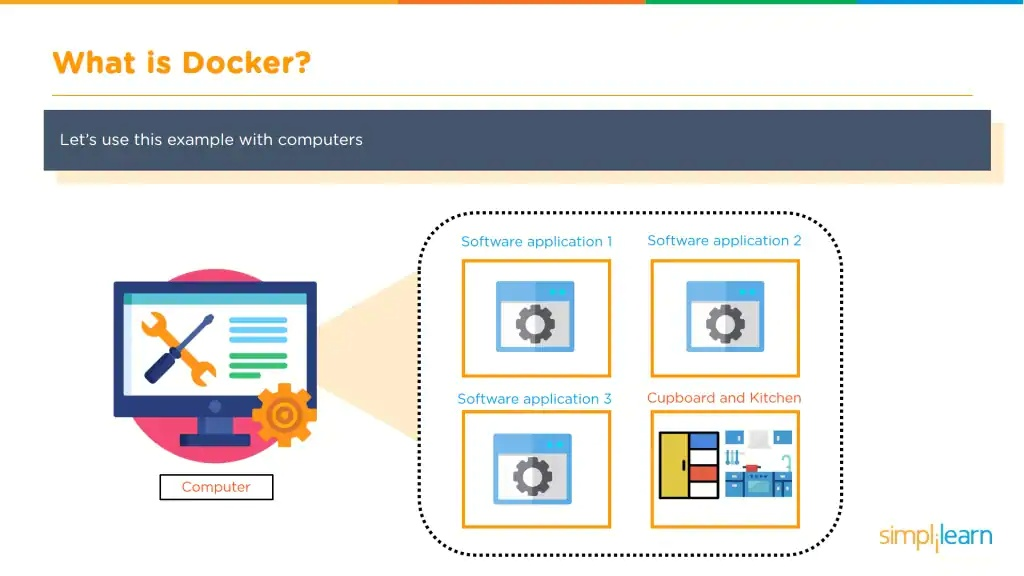 What is Docker?
Let's use this example with computers
Software application 1
Software application 2
Software application 3
Cupboard and Kitchen
Computer
simplilearn